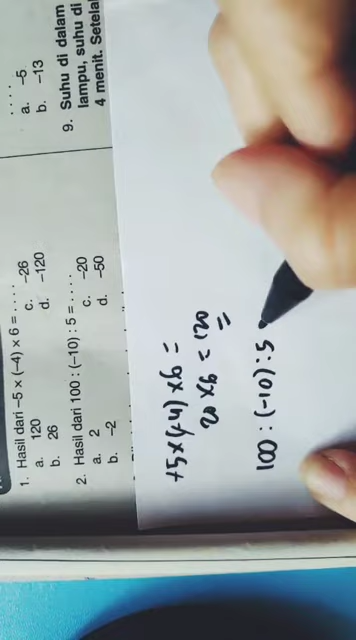 1. Hasil dari −5 × (−4) × 6 = ....
a. 120 c. −26
b. 26 d. −120
2. Hasil dari 100 : (−10) : 5 = ....
a. 2 c. −20
b. −2 d. −50
....
a. −5
b. −13
9. Suhu di dalam
lampu, suhu di
4 menit. Setela
+5×(-4)×6 =
20 × 6 = 120
100 : (-10) : 5